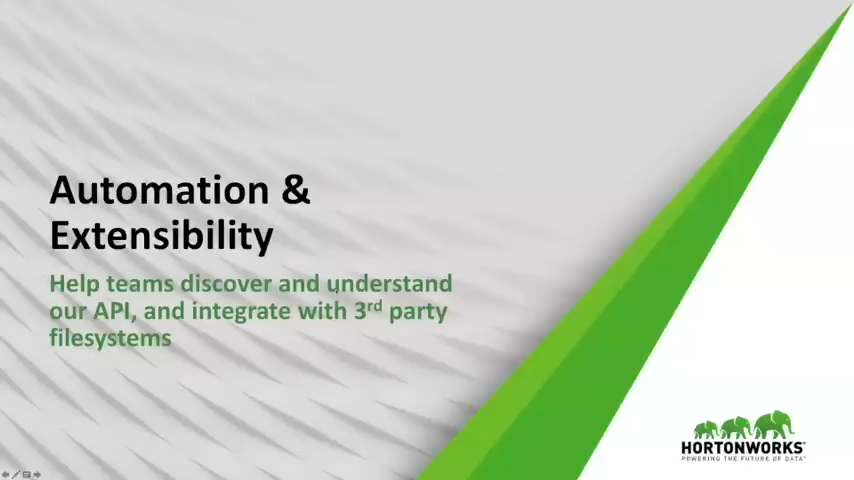 Automation &
Extensibility
Help teams discover and understand
our API, and integrate with 3rd party
filesystems
HORTONWORKS
POWERING THE FUTURE OF DATA